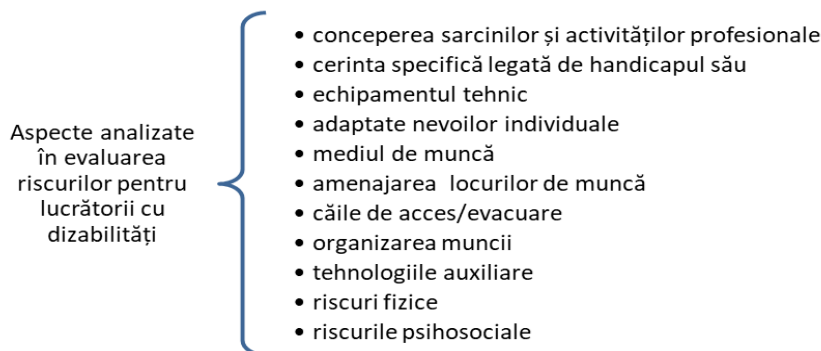 Aspecte analizate
în evaluarea
riscurilor pentru
lucrătorii cu
dizabilități
• conceperea sarcinilor și activităților profesionale
• cerinta specifică legată de handicapul său
• echipamentul tehnic
• adaptate nevoilor individuale
• mediul de muncă
• amenajarea locurilor de muncă
• căile de acces/evacuare
• organizarea muncii
• tehnologiile auxiliare
• riscuri fizice
• riscurile psihosociale